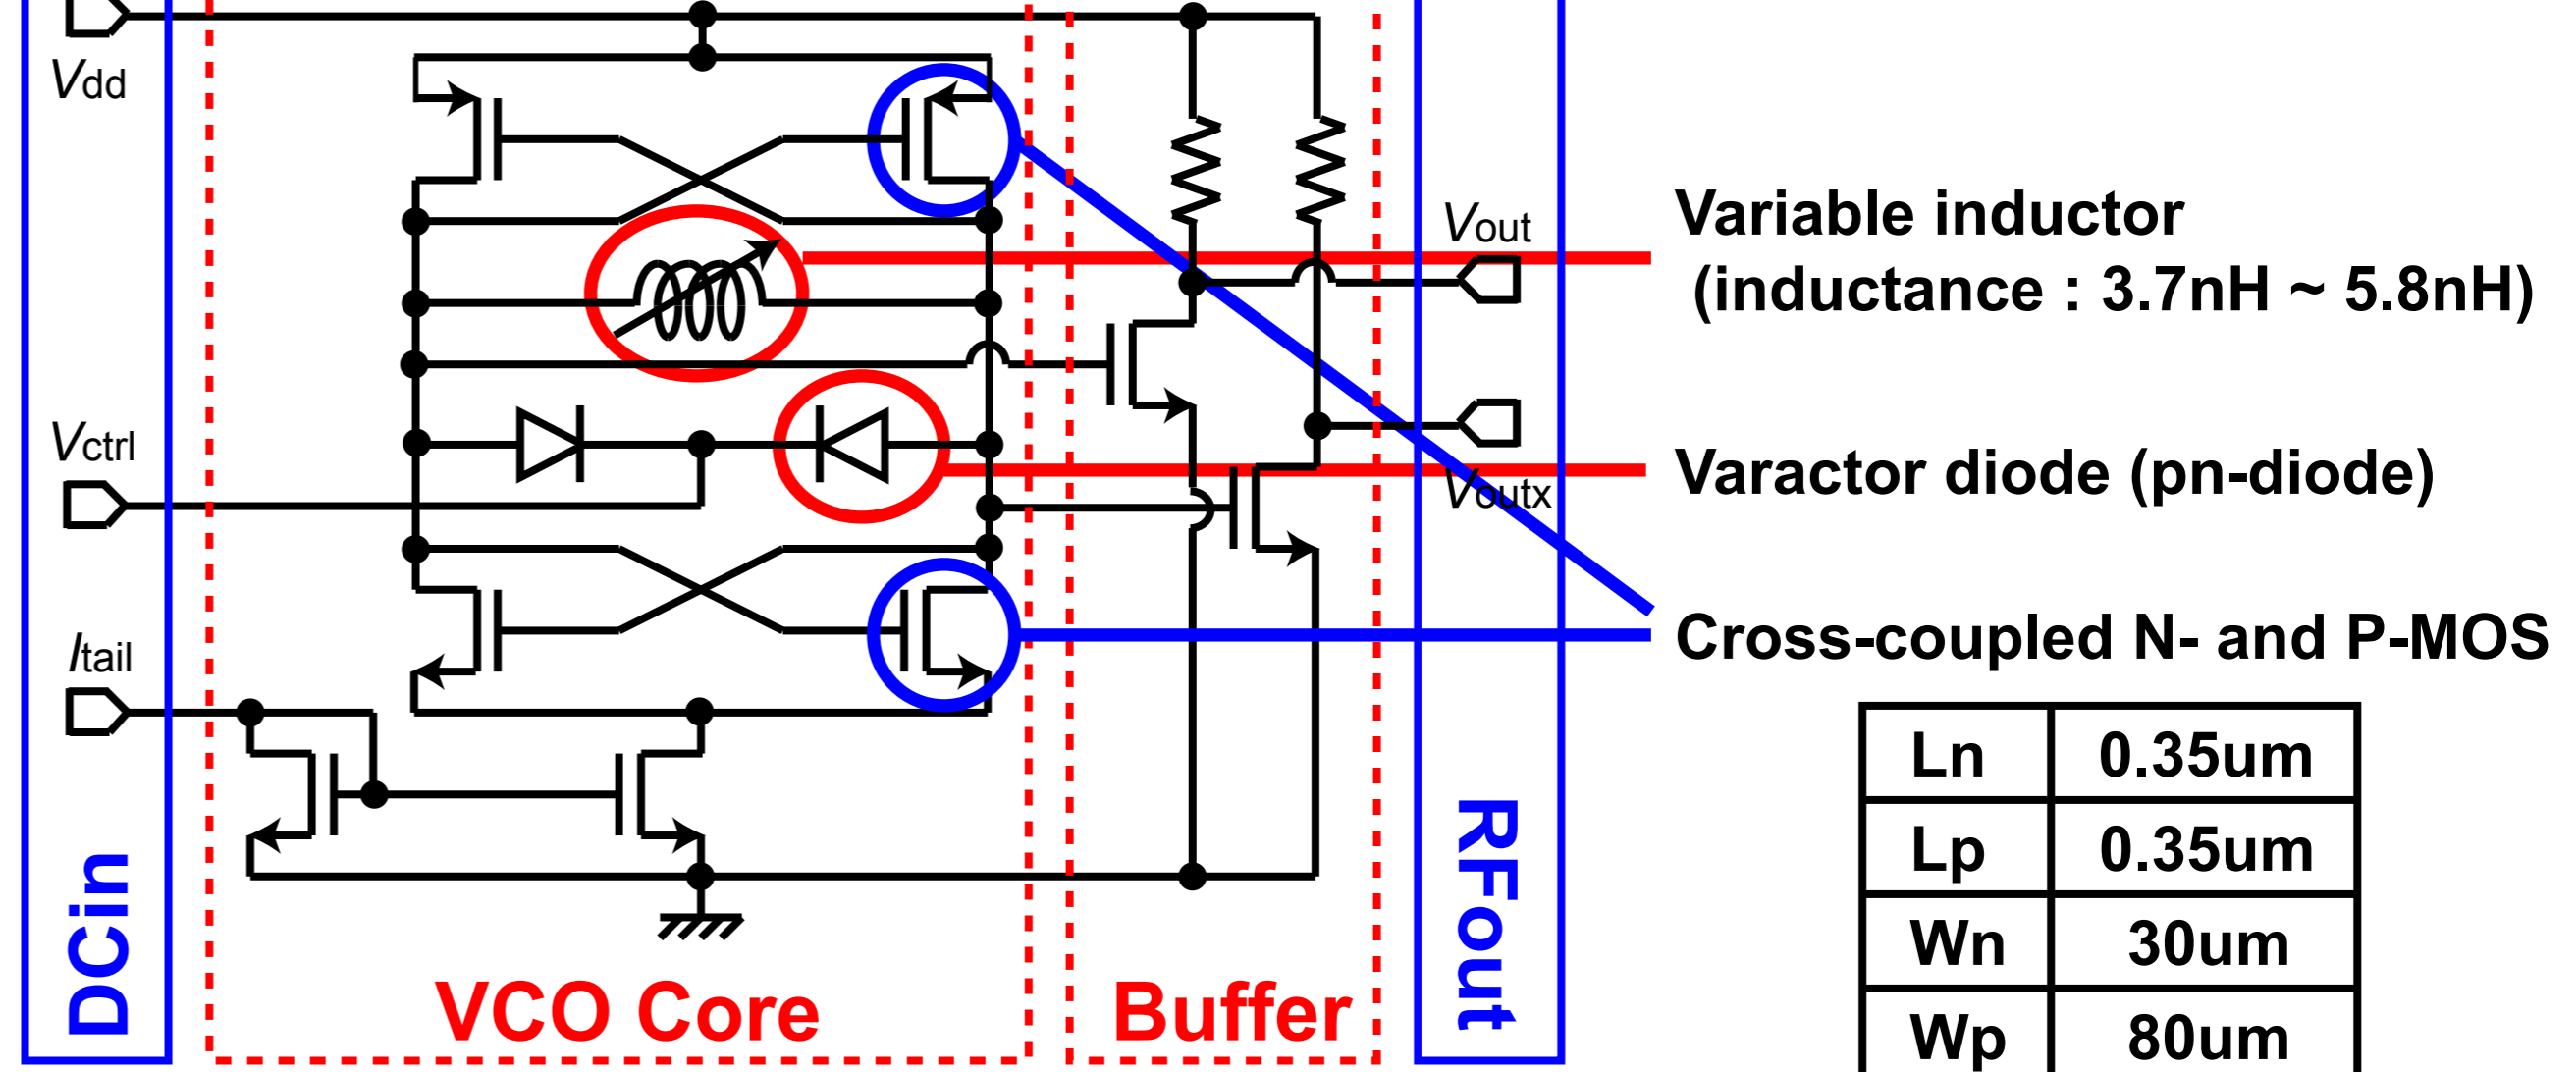 Vdd
Vctrl
Itail
DCin
VCO Core
Buffer
Vout
Voutx
RFout
Variable inductor
(inductance : 3.7nH ~ 5.8nH)
Varactor diode (pn-diode)
Cross-coupled N- and P-MOS
Ln 0.35um
Lp 0.35um
Wn 30um
Wp 80um